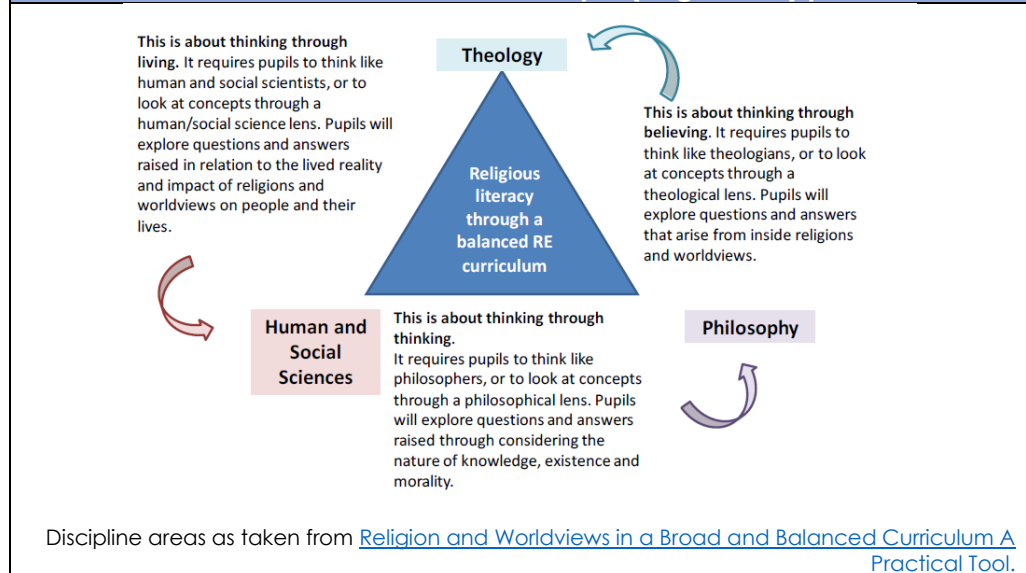 This is about thinking through
living. It requires pupils to think like
human and social scientists, or to
look at concepts through a
human/social science lens. Pupils will
explore questions and answers
raised in relation to the lived reality
and impact of religions and
worldviews on people and their
lives.
Theology
This is about thinking through
believing. It requires pupils to
think like theologians, or to look
at concepts through a
theological lens. Pupils will
explore questions and answers
that arise from inside religions
and worldviews.
Religious
literacy
through a
balanced RE
curriculum
Human and
Social
Sciences
This is about thinking through
thinking.
It requires pupils to think like
philosophers, or to look at concepts
through a philosophical lens. Pupils
will explore questions and answers
raised through considering the
nature of knowledge, existence and
morality.
Philosophy
Discipline areas as taken from Religion and Worldviews in a Broad and Balanced Curriculum A
Practical Tool.